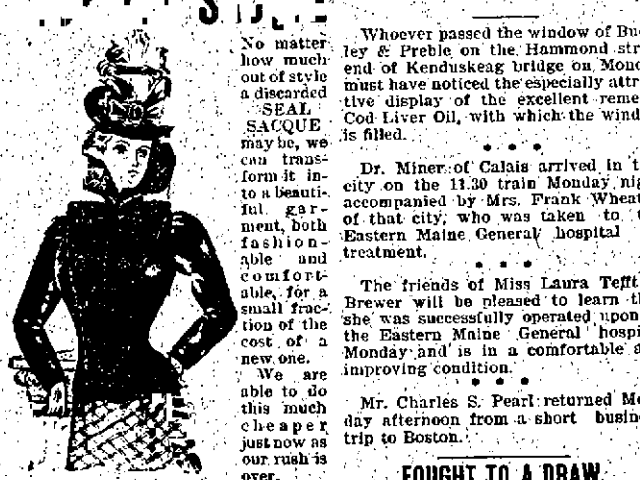 No matter
how much
out of style
a discarded
SEAL
SACQUE
may be, we
can trans-
form it in-
to a beauti-
ful gar-
ment, both
fashion-
able and
comfort-
able, for a
small frac-
tion of the
cost of a
new one.
We are
able to do
this much
cheaper
just now as
our rush is
over.
Whoever passed the window of
ley & Preble on the Hammond
end of Kenduskeag bridge on
must have noticed the especially
tive display of the excellent
Cod Liver Oil, with which the
is filled.
Dr. Miner of Calais arrived in
city on the 11.30 train Monday
accompanied by Mrs. Frank
of that city, who was taken to
Eastern Maine General hospital
treatment.
The friends of Miss Laura Tefft
Brewer will be pleased to learn
she was successfully operated upon
the Eastern Maine General
Monday and is in a comfortable
improving condition.
Mr. Charles S. Pearl returned
day afternoon from a short
trip to Boston.
FOUGHT TO A DRAW.